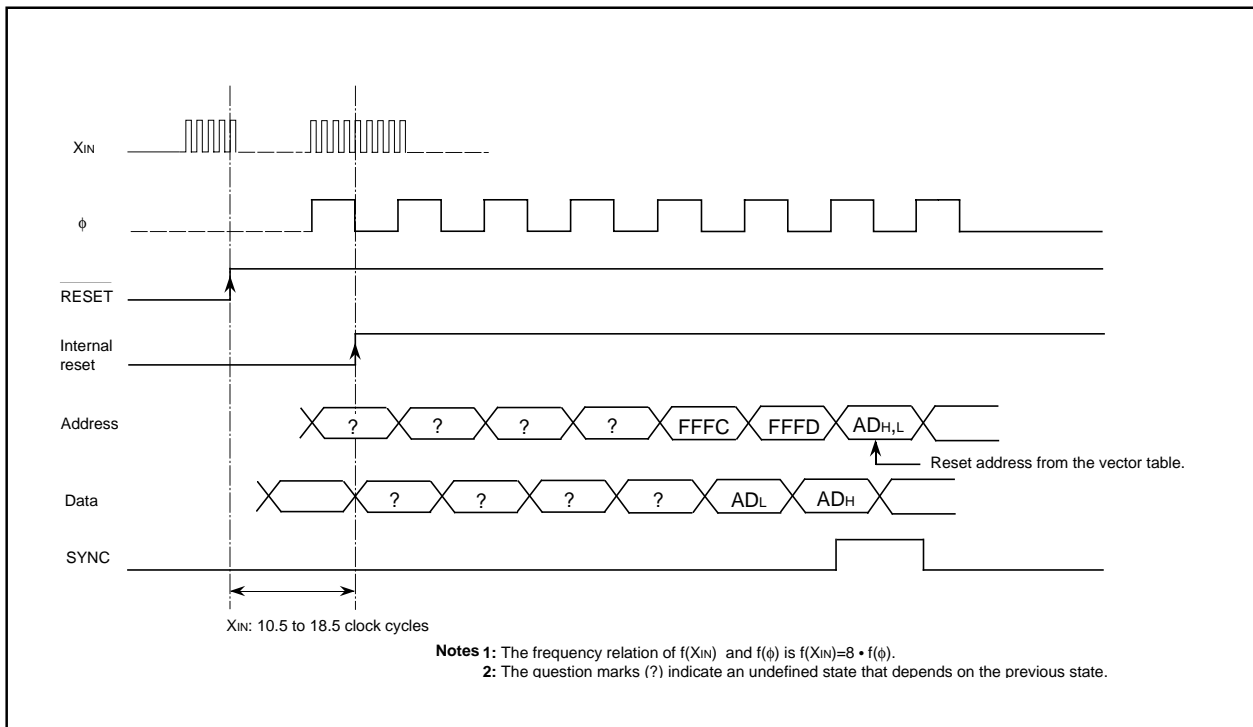 XIN
ϕ
RESET
Internal
reset
Address
? ? ? ? FFFC FFFD ADH,L
Reset address from the vector table.
Data
? ? ? ? ADL ADH
SYNC
XIN: 10.5 to 18.5 clock cycles
Notes 1: The frequency relation of f(XIN) and f(ϕ) is f(XIN)=8 • f(ϕ).
2: The question marks (?) indicate an undefined state that depends on the previous state.